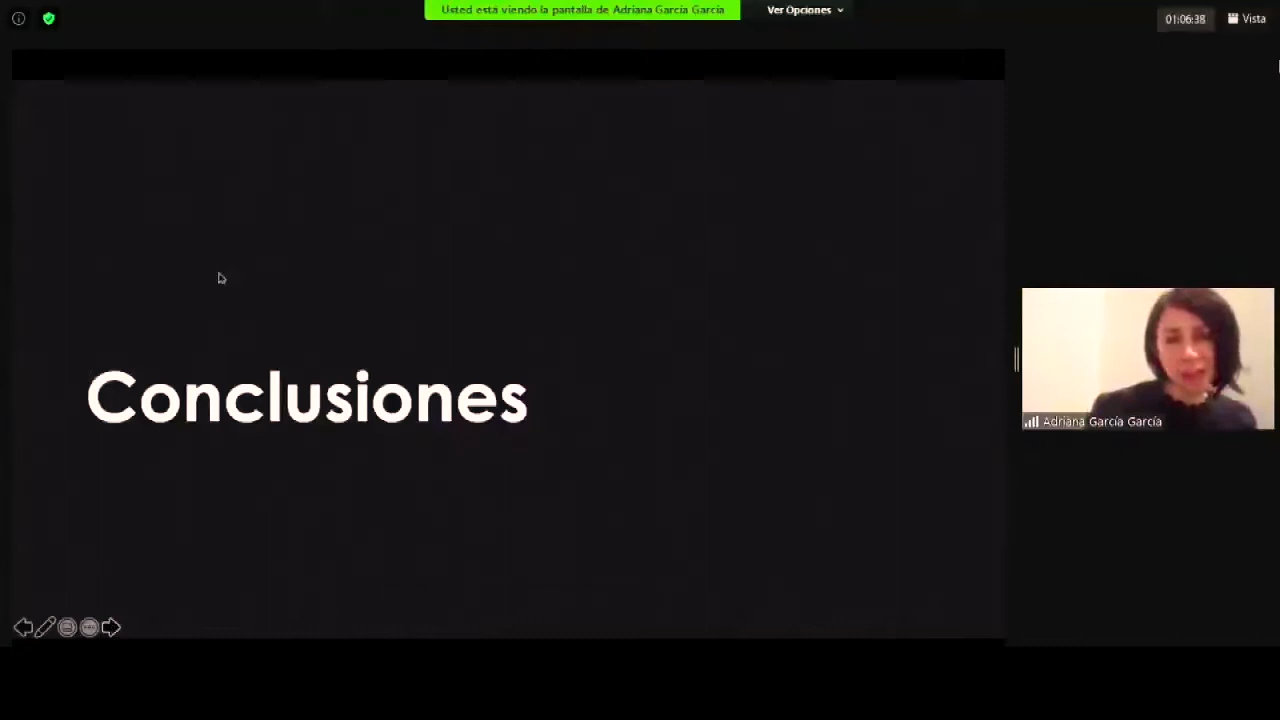 Usted está viendo la pantalla de Adriana García García
Ver Opciones
01:06:38
Vista
Conclusiones
Adriana García García